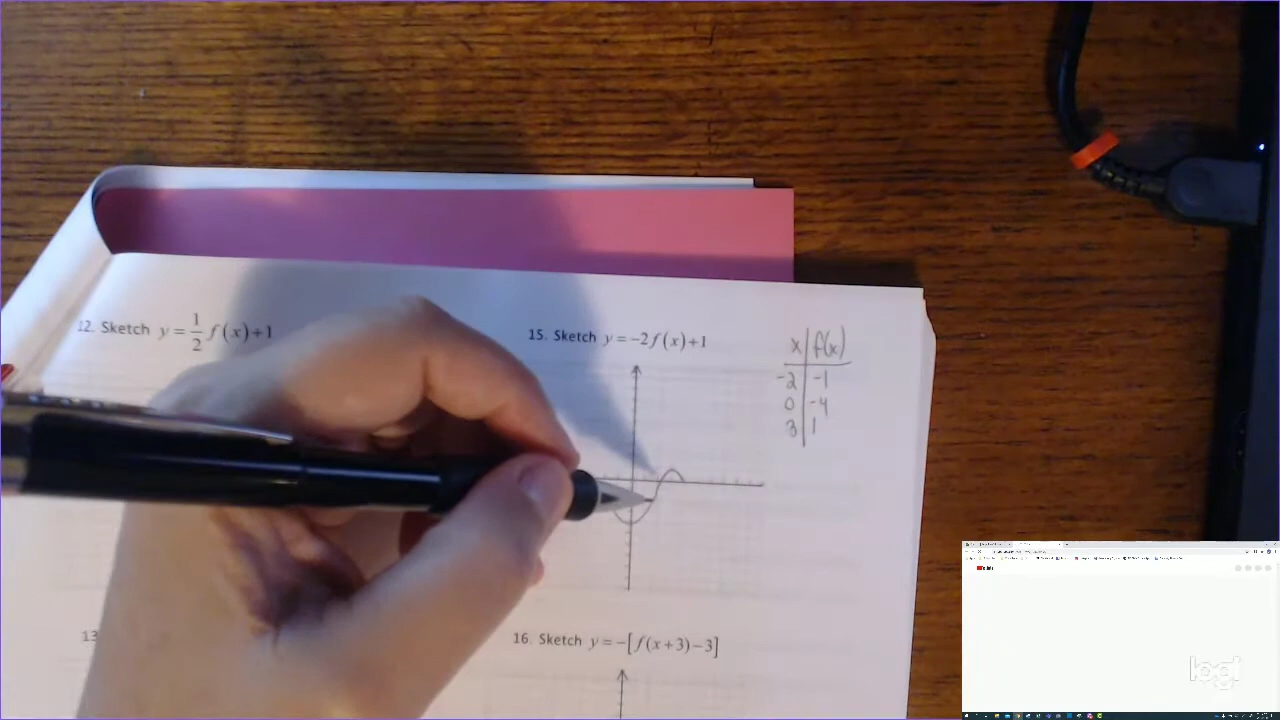 12. Sketch y = 1/2 f(x)+1
15. Sketch y = -2f(x)+1
x | f(x)
-2 | -1
0 | -4
3 | 1
13
16. Sketch y = -[f(x+3)-3]
logi